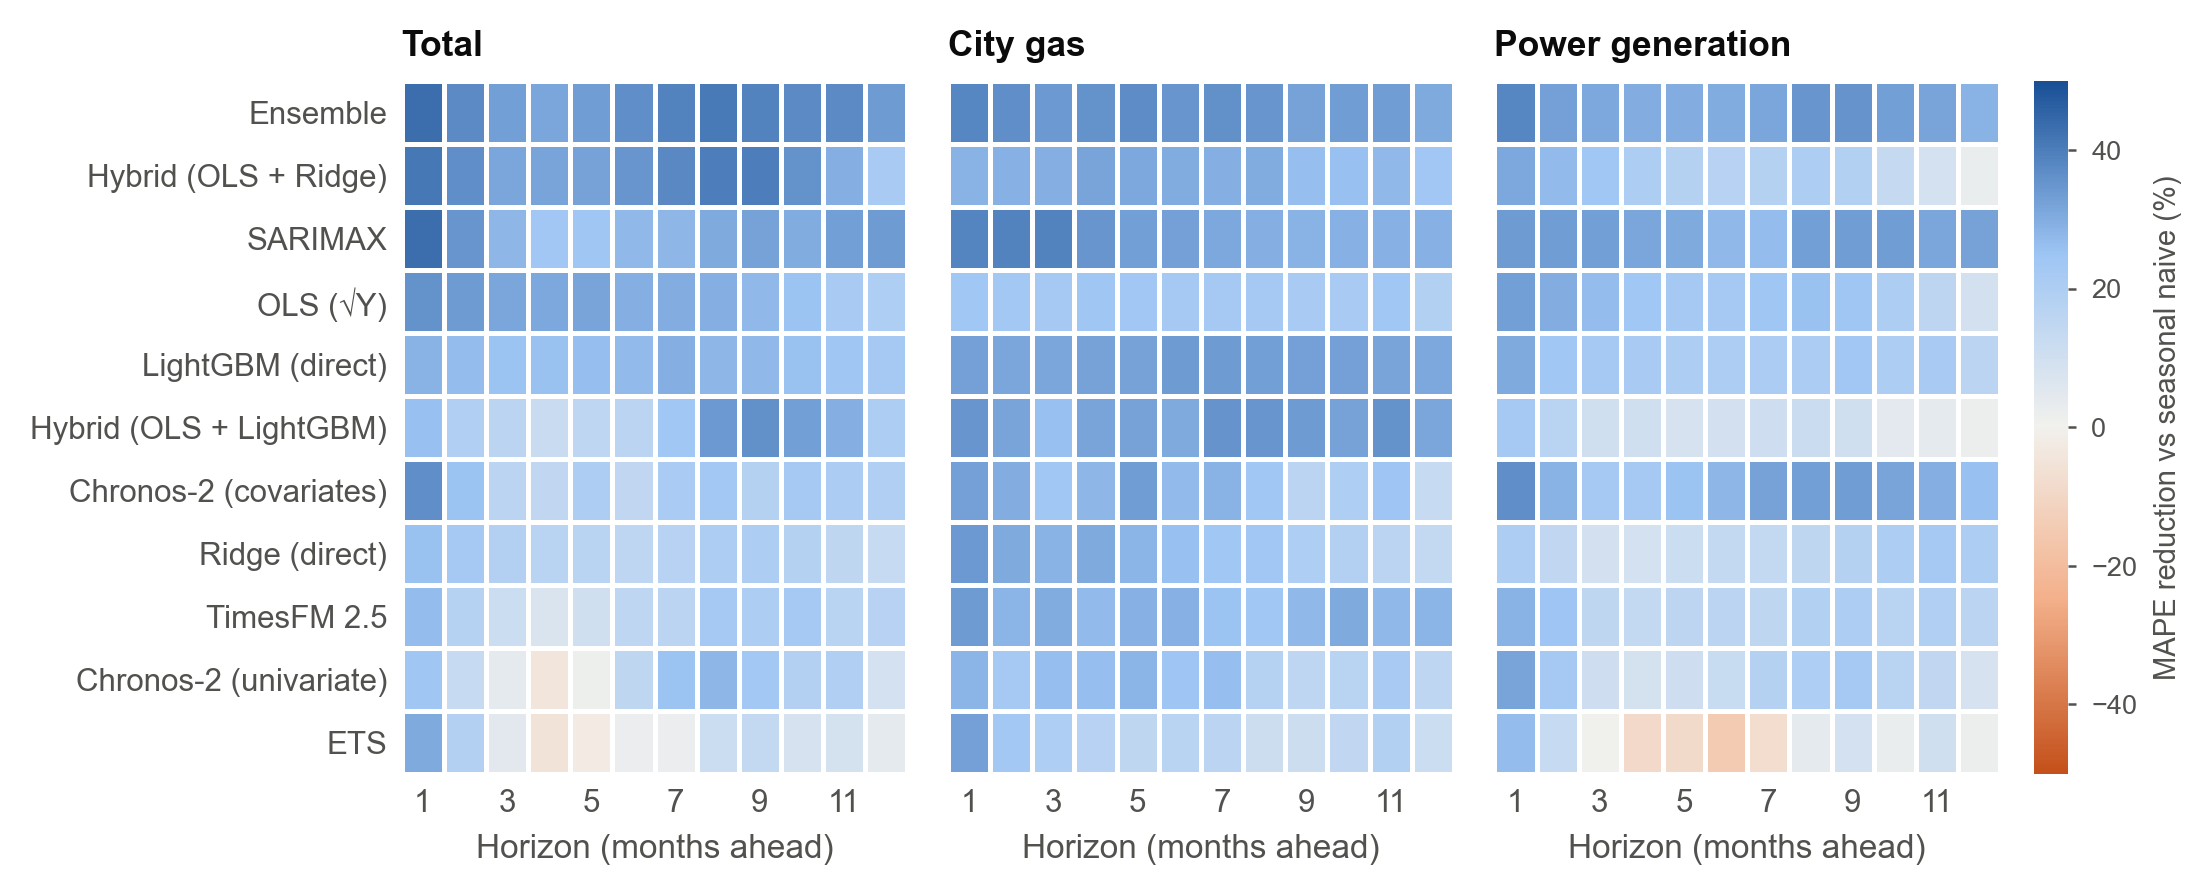 Total
City gas
Power generation
Ensemble
Hybrid (OLS + Ridge)
SARIMAX
OLS (√Y)
LightGBM (direct)
Hybrid (OLS + LightGBM)
Chronos-2 (covariates)
Ridge (direct)
TimesFM 2.5
Chronos-2 (univariate)
ETS
1 3 5 7 9 11
Horizon (months ahead)
1 3 5 7 9 11
Horizon (months ahead)
1 3 5 7 9 11
Horizon (months ahead)
40
20
0
−20
−40
MAPE reduction vs seasonal naive (%)